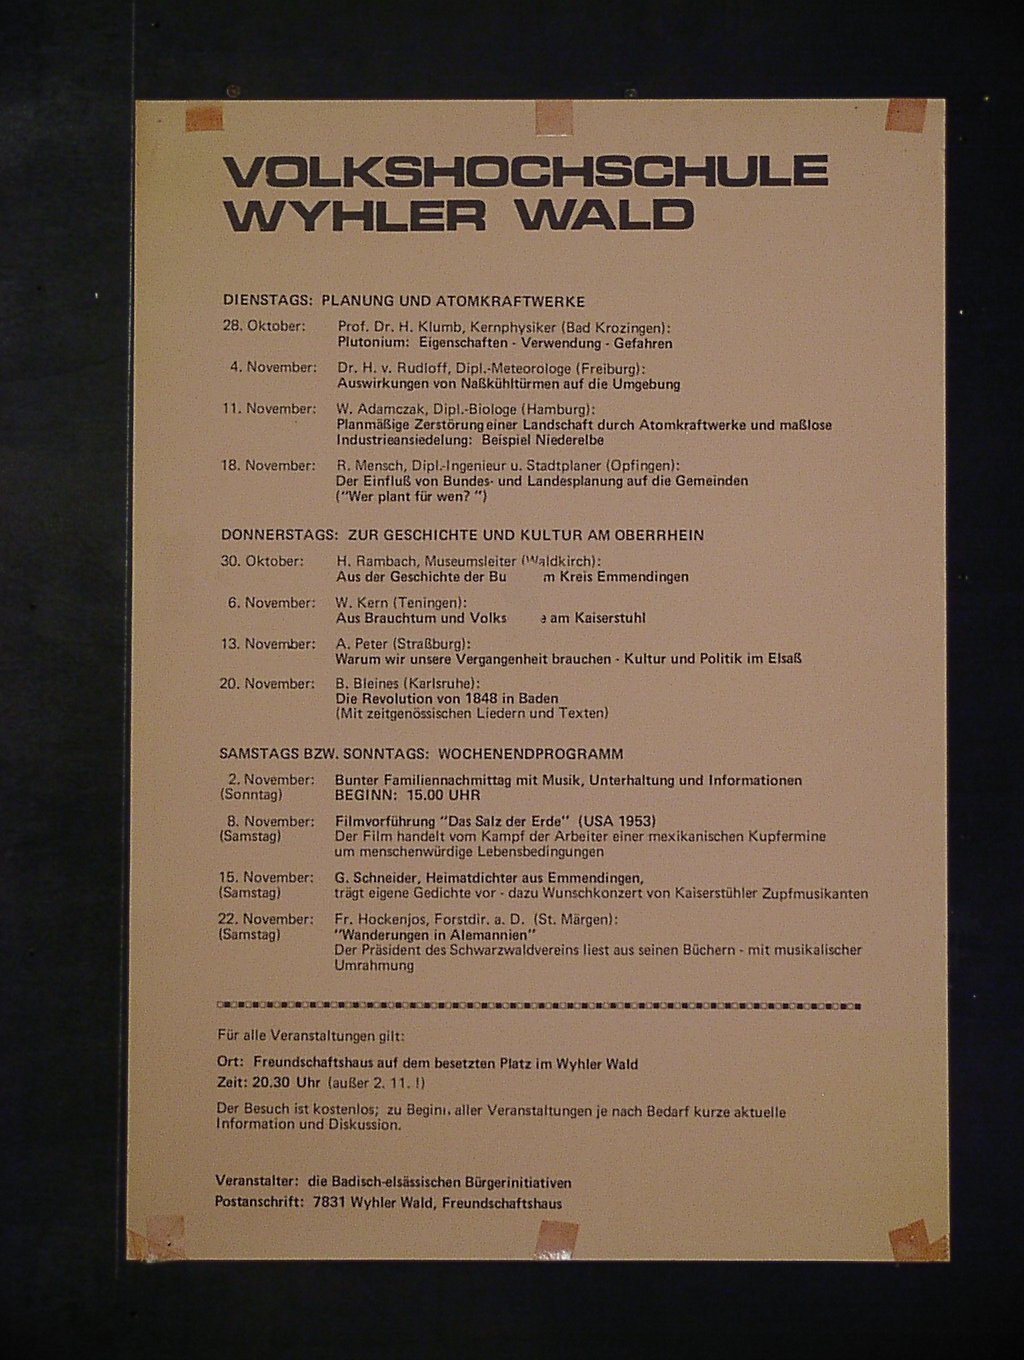 VOLKSHOCHSCHULE
WYHLER WALD
DIENSTAGS: PLANUNG UND ATOMKRAFTWERKE
28. Oktober: Prof. Dr. H. Klumb, Kernphysiker (Bad Krozingen):
Plutonium: Eigenschaften - Verwendung - Gefahren
4. November: Dr. H. v. Rudloff, Dipl.-Meteorologe (Freiburg):
Auswirkungen von Naßkühltürmen auf die Umgebung
11. November: W. Adamczak, Dipl.-Biologe (Hamburg):
Planmäßige Zerstörung einer Landschaft durch Atomkraftwerke und maßlose
Industrieansiedelung: Beispiel Niederelbe
18. November: R. Mensch, Dipl.-Ingenieur u. Stadtplaner (Opfingen):
Der Einfluß von Bundes- und Landesplanung auf die Gemeinden
("Wer plant für wen? ")
DONNERSTAGS: ZUR GESCHICHTE UND KULTUR AM OBERRHEIN
30. Oktober: H. Rambach, Museumsleiter (Waldkirch):
Aus der Geschichte der Bu m Kreis Emmendingen
6. November: W. Kern (Teningen):
Aus Brauchtum und Volks am Kaiserstuhl
13. November: A. Peter (Straßburg):
Warum wir unsere Vergangenheit brauchen - Kultur und Politik im Elsaß
20. November: B. Bleines (Karlsruhe):
Die Revolution von 1848 in Baden
(Mit zeitgenössischen Liedern und Texten)
SAMSTAGS BZW. SONNTAGS: WOCHENENDPROGRAMM
2. November: Bunter Familiennachmittag mit Musik, Unterhaltung und Informationen
(Sonntag) BEGINN: 15.00 UHR
8. November: Filmvorführung "Das Salz der Erde" (USA 1953)
(Samstag) Der Film handelt vom Kampf der Arbeiter einer mexikanischen Kupfermine
um menschenwürdige Lebensbedingungen
15. November: G. Schneider, Heimatdichter aus Emmendingen,
(Samstag) trägt eigene Gedichte vor - dazu Wunschkonzert von Kaiserstühler Zupfmusikanten
22. November: Fr. Hockenjos, Forstdir. a. D. (St. Märgen):
(Samstag) "Wanderungen in Alemannien"
Der Präsident des Schwarzwaldvereins liest aus seinen Büchern - mit musikalischer
Umrahmung
Für alle Veranstaltungen gilt:
Ort: Freundschaftshaus auf dem besetzten Platz im Wyhler Wald
Zeit: 20.30 Uhr (außer 2. 11. !)
Der Besuch ist kostenlos; zu Beginn aller Veranstaltungen je nach Bedarf kurze aktuelle
Information und Diskussion.
Veranstalter: die Badisch-elsässischen Bürgerinitiativen
Postanschrift: 7831 Wyhler Wald, Freundschaftshaus